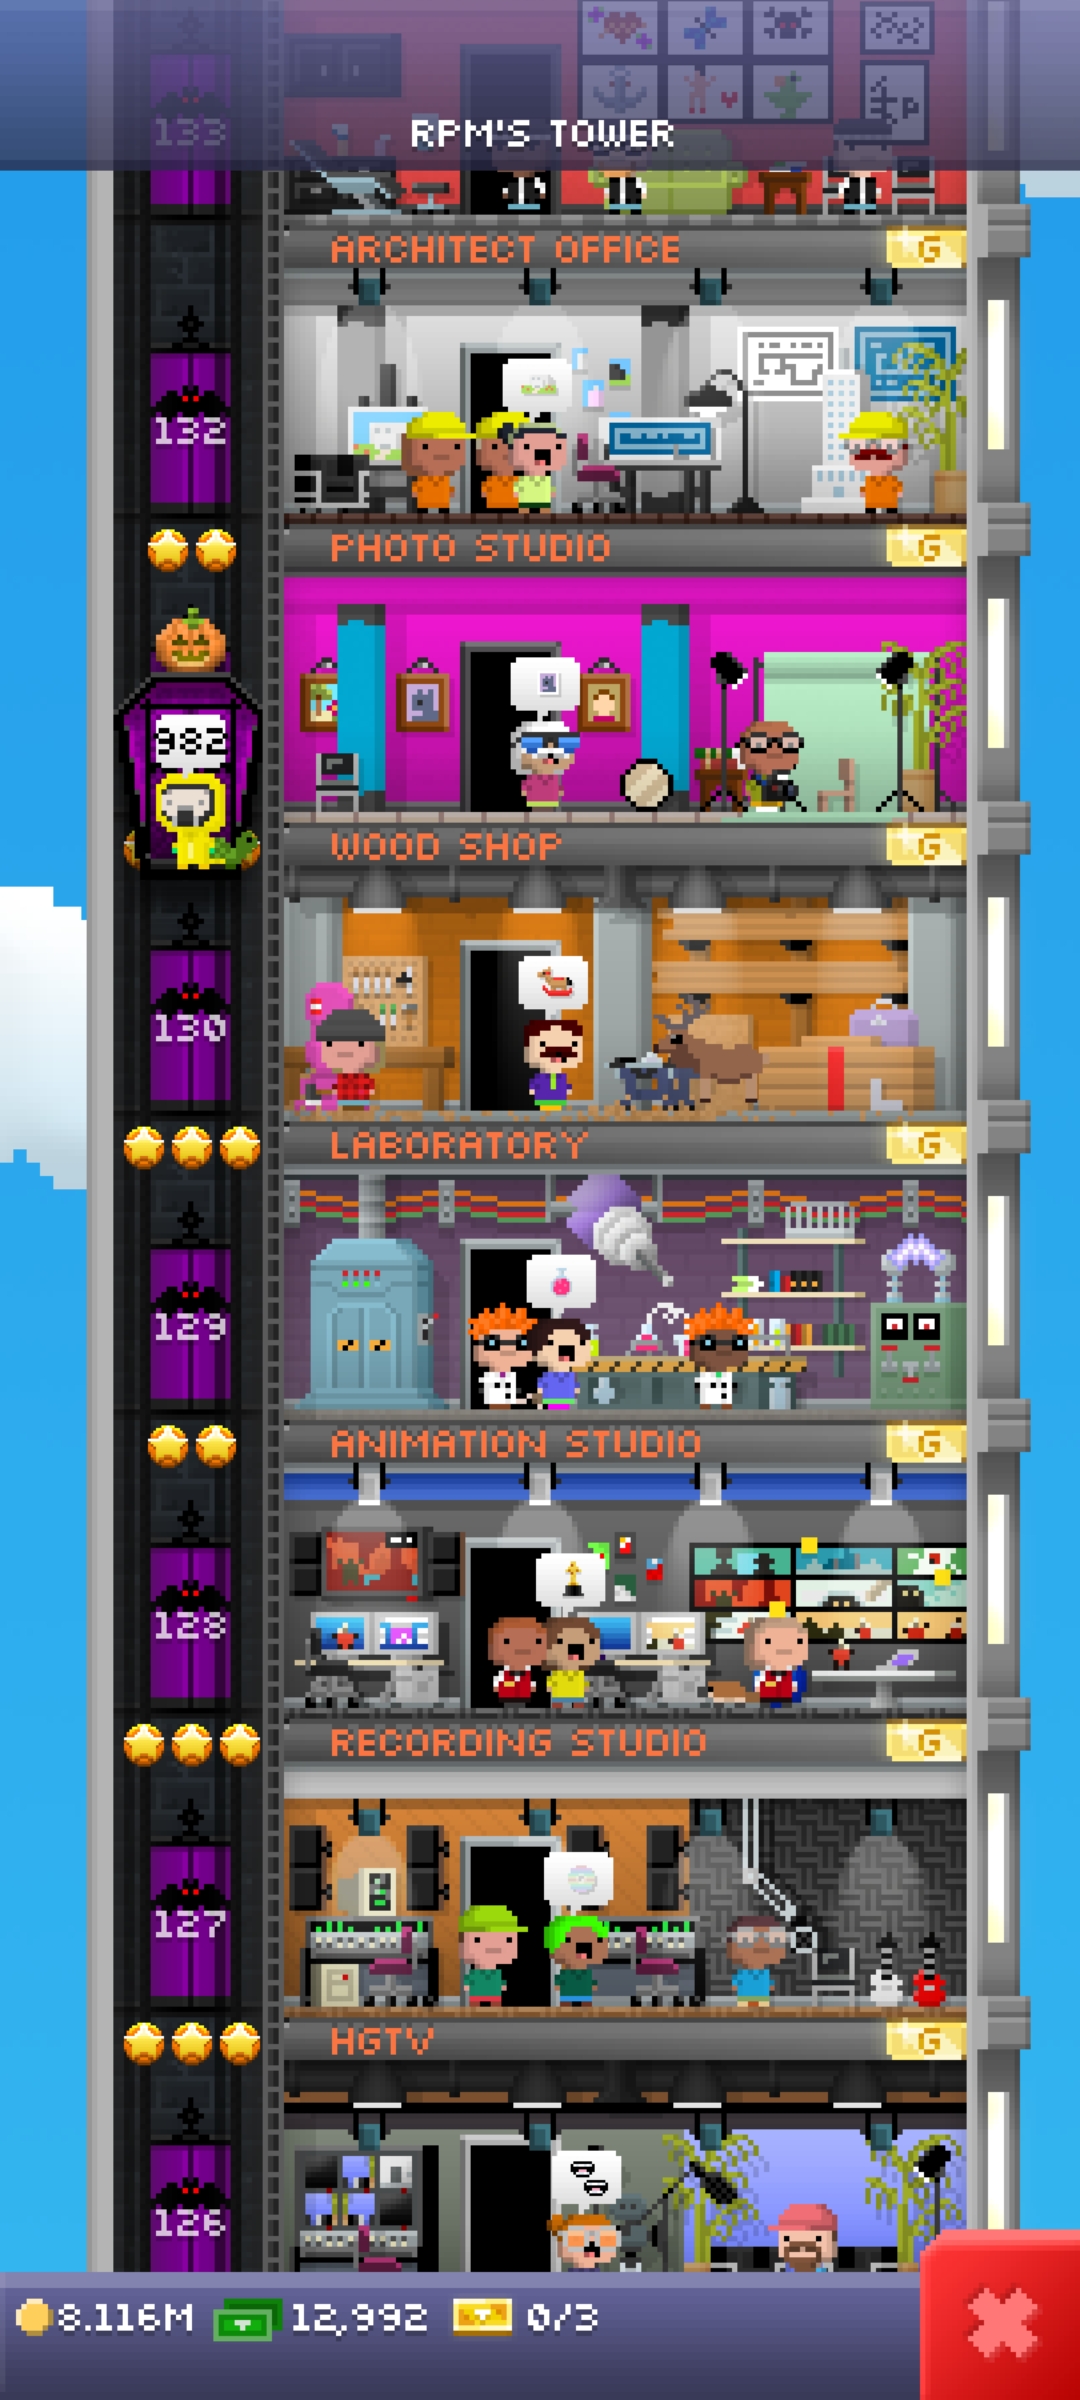 133
RPM'S TOWER
ARCHITECT OFFICE G
132
PHOTO STUDIO G
982
WOOD SHOP G
130
LABORATORY G
129
ANIMATION STUDIO G
128
RECORDING STUDIO G
127
HGTV G
126
8.116M 12,992 0/3